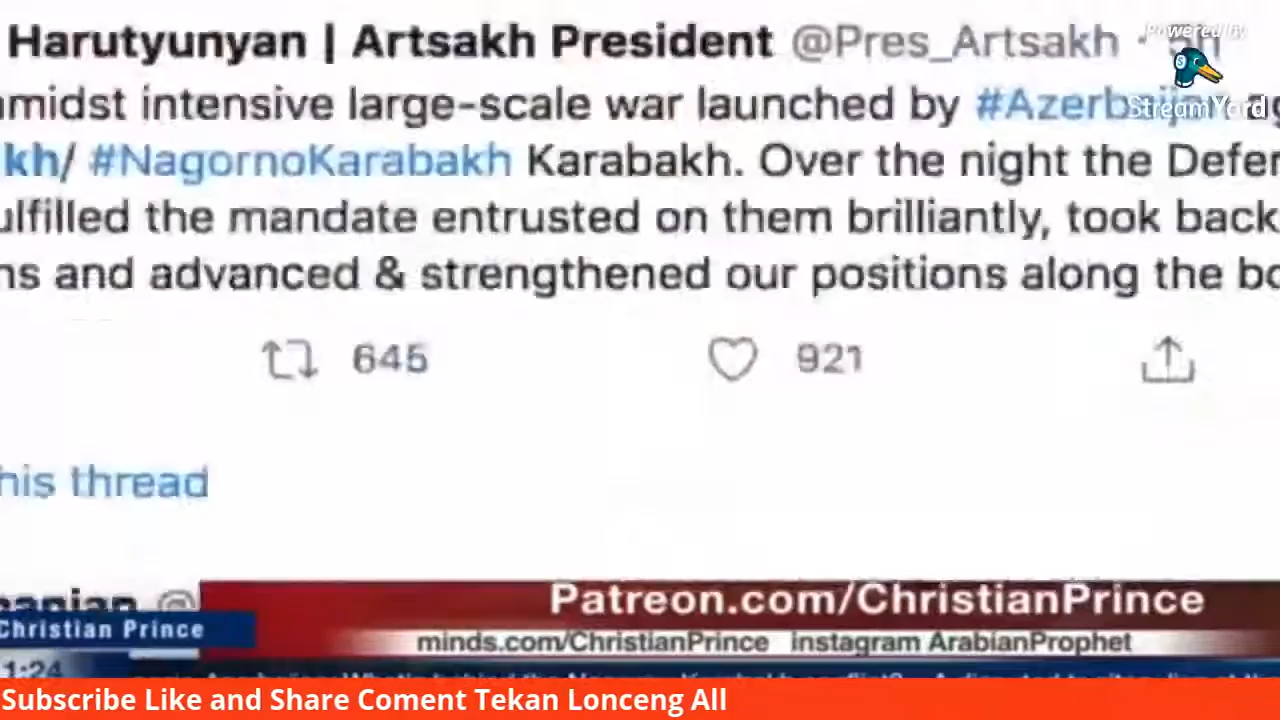 Harutyunyan | Artsakh President @Pres_Artsakh ·
Powered by
StreamYard
amidst intensive large-scale war launched by #Azerbaijan
kh/ #NagornoKarabakh Karabakh. Over the night the Defen
ulfilled the mandate entrusted on them brilliantly, took back
ns and advanced & strengthened our positions along the bo
645 921
his thread
Christian Prince
Patreon.com/ChristianPrince
minds.com/ChristianPrince instagram ArabianProphet
1:24
Subscribe Like and Share Coment Tekan Lonceng All